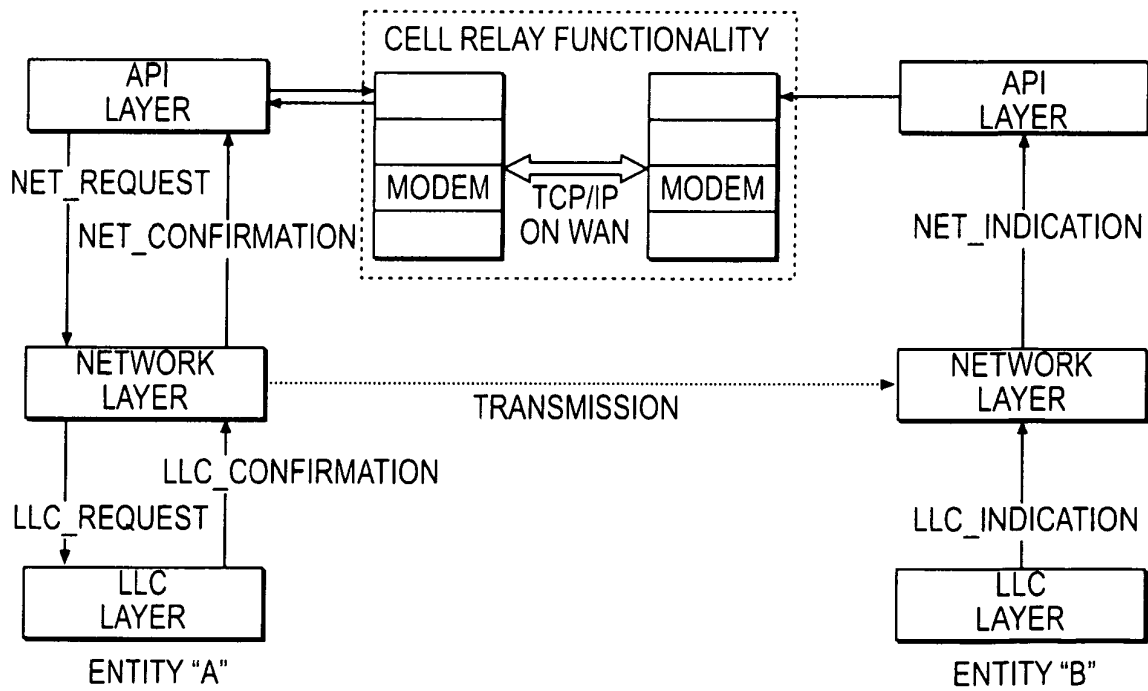 CELL RELAY FUNCTIONALITY
API
LAYER
API
LAYER
MODEM
MODEM
TCP/IP
ON WAN
NET_REQUEST
NET_CONFIRMATION
NET_INDICATION
NETWORK
LAYER
NETWORK
LAYER
TRANSMISSION
LLC_CONFIRMATION
LLC_REQUEST
LLC_INDICATION
LLC
LAYER
LLC
LAYER
ENTITY “A”
ENTITY “B”